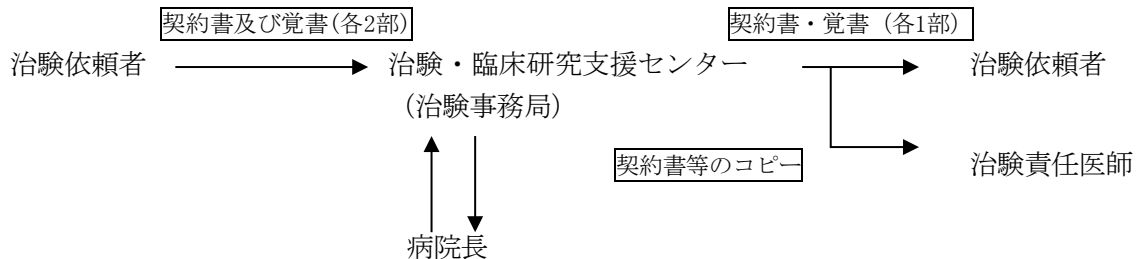 契約書及び覚書(各2部)
契約書・覚書（各1部）
治験依頼者
治験・臨床研究支援センター
治験依頼者
（治験事務局）
契約書等のコピー
治験責任医師
病院長